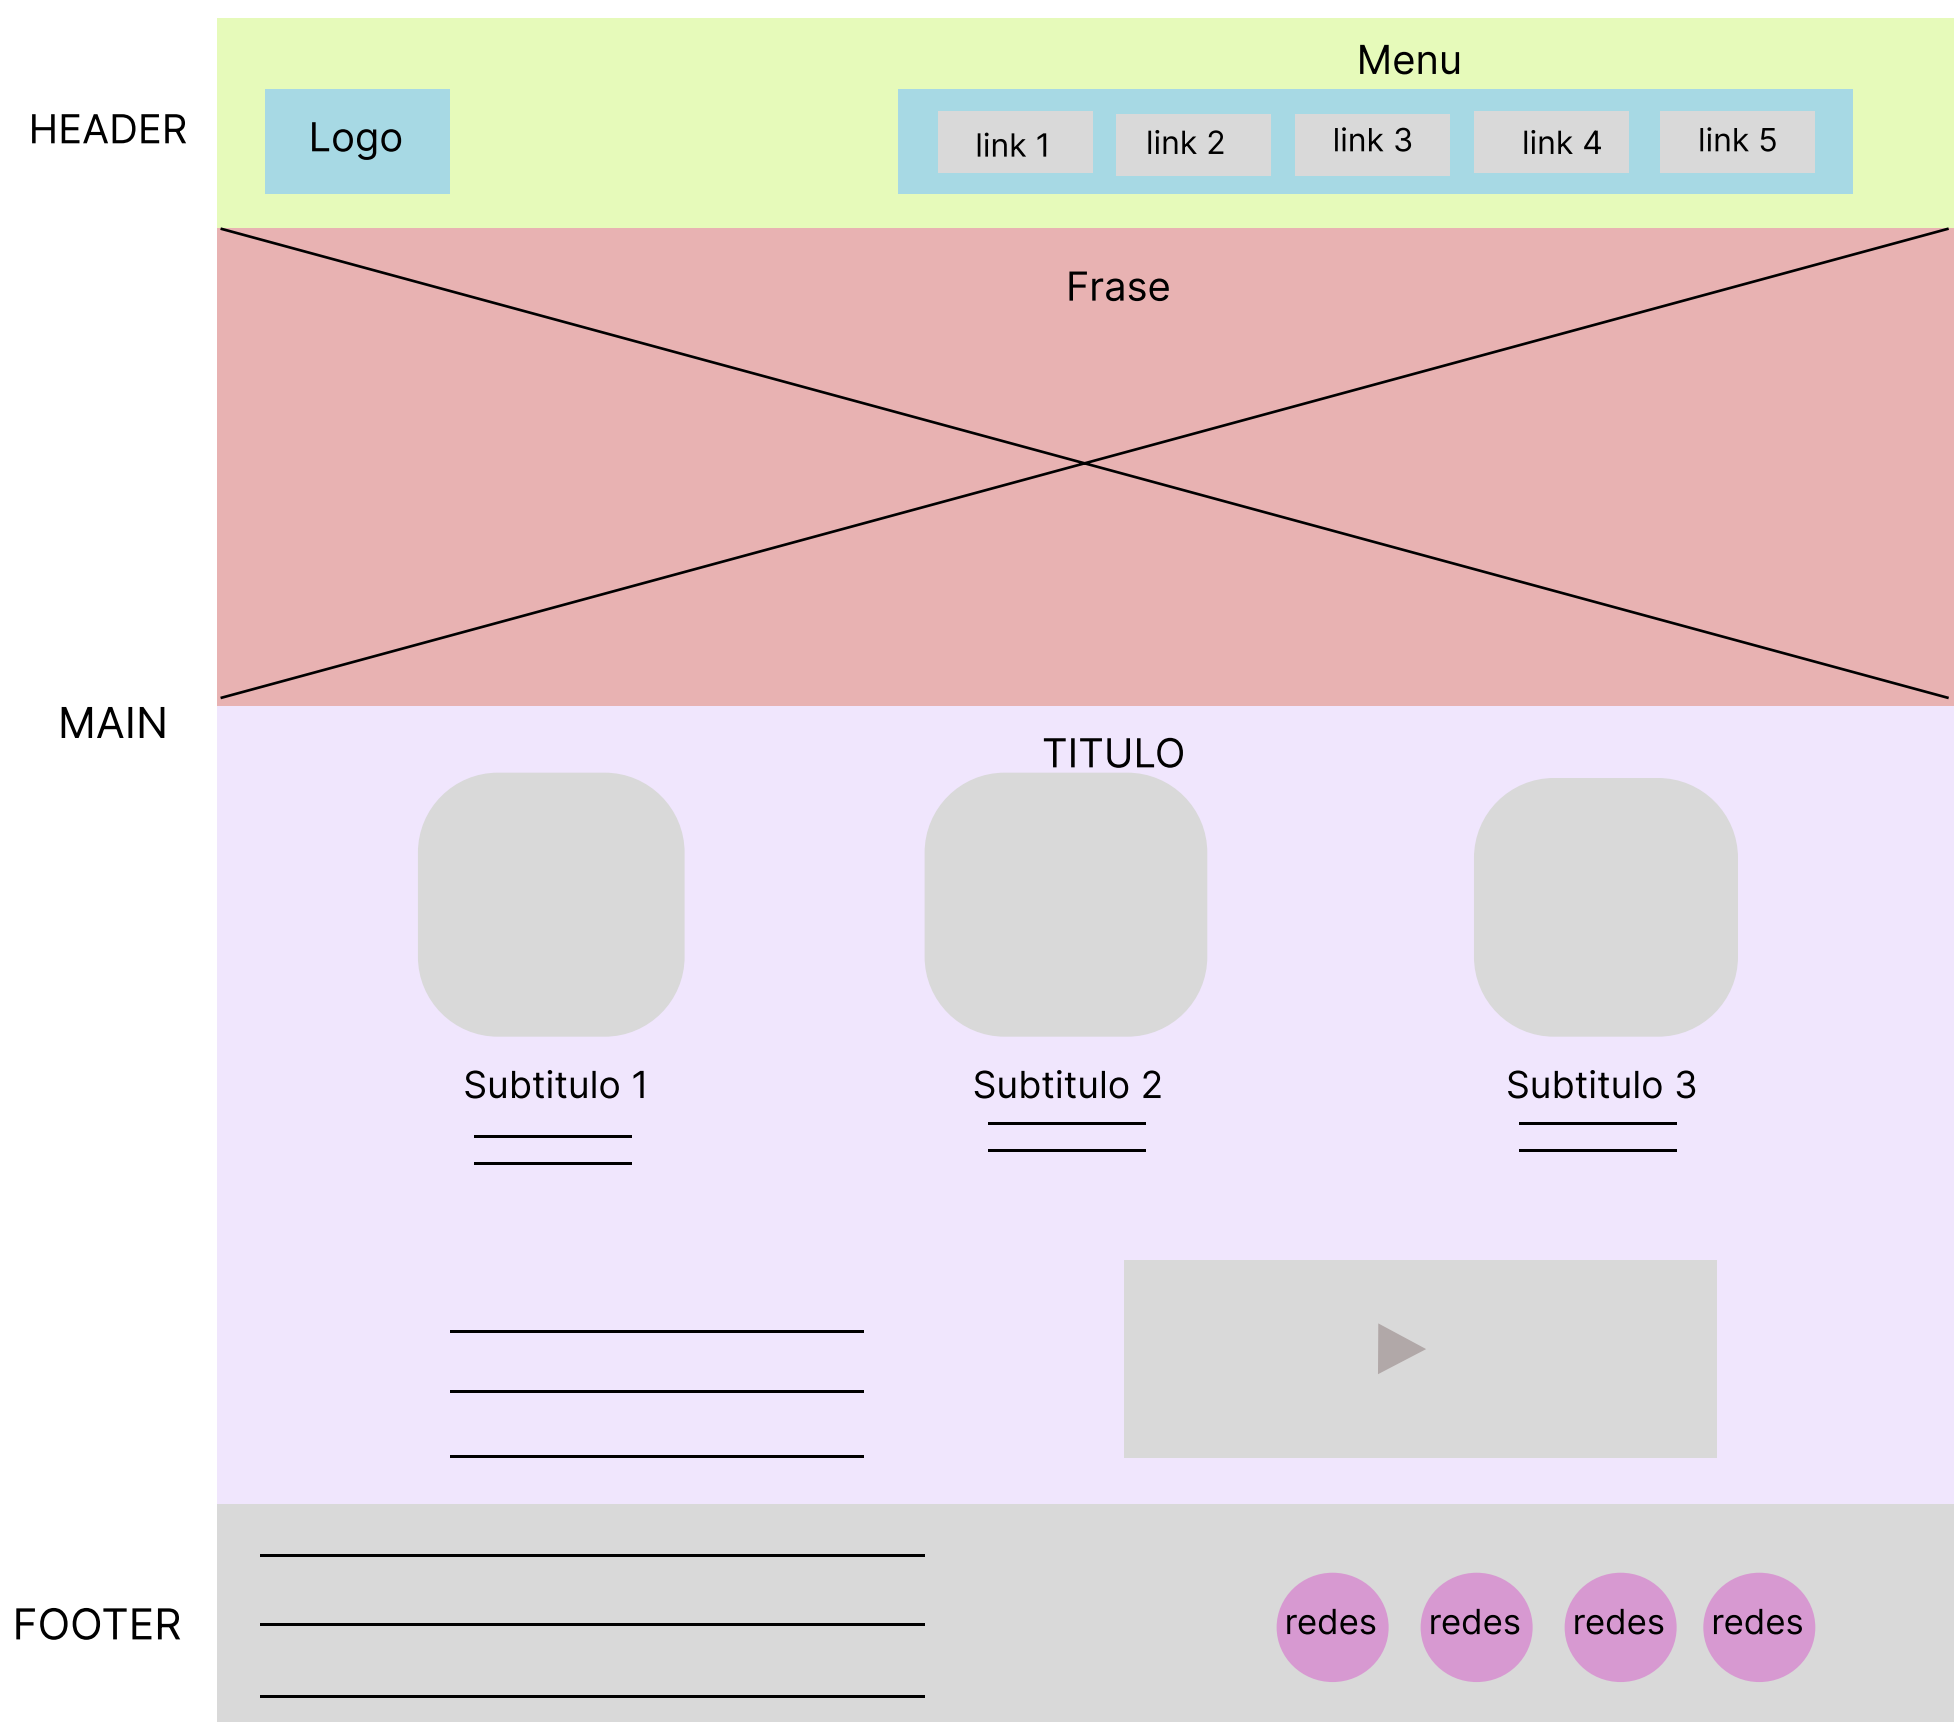 Menu
HEADER
Logo
link 1
link 2
link 3
link 4
link 5
Frase
MAIN
TITULO
Subtitulo 1
Subtitulo 2
Subtitulo 3
FOOTER
redes
redes
redes
redes